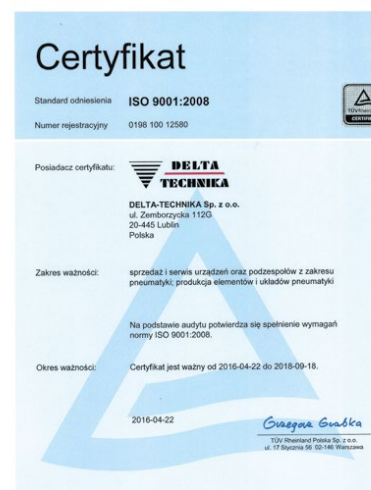 Certyfikat
Standard odniesienia ISO 9001:2008
Numer rejestracyjny 0198 100 12580
Posiadacz certyfikatu:
DELTA
TECHNIKA
DELTA-TECHNIKA Sp. z o.o.
ul. Zemborzycka 112G
20-445 Lublin
Polska
Zakres ważności: sprzedaż i serwis urządzeń oraz podzespołów z zakresu
pneumatyki; produkcja elementów i układów pneumatyki
Na podstawie audytu potwierdza się spełnienie wymagań
normy ISO 9001:2008.
Okres ważności: Certyfikat jest ważny od 2016-04-22 do 2018-09-18.
2016-04-22
Grzegorz Grabka
TÜV Rheinland Polska Sp. z o.o.
ul. 17 Stycznia 56 02-146 Warszawa